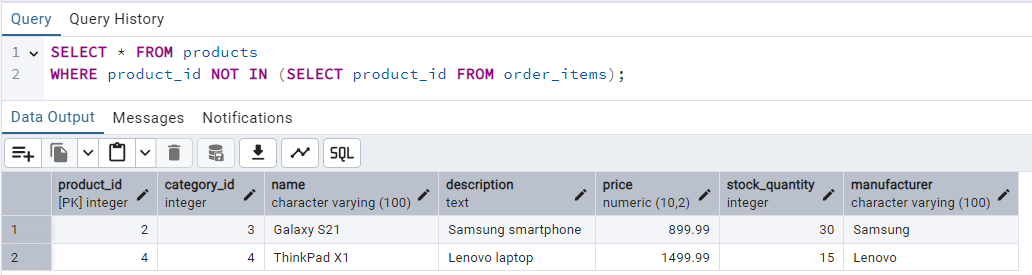 Query Query History
1 SELECT * FROM products
2 WHERE product_id NOT IN (SELECT product_id FROM order_items);
Data Output Messages Notifications
SQL
product_id category_id name description price stock_quantity manufacturer
[PK] integer integer character varying (100) text numeric (10,2) integer character varying (100)
1 2 3 Galaxy S21 Samsung smartphone 899.99 30 Samsung
2 4 4 ThinkPad X1 Lenovo laptop 1499.99 15 Lenovo